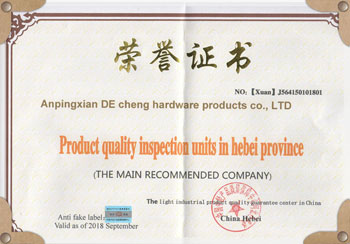 荣誉证书
NO:【Xuan】J564150101801
Anpingxian DE cheng hardware products co., LTD
Product quality inspection units in hebei province
(THE MAIN RECOMMENDED COMPANY)
The light industrial product quality guarantee center in China
Anti fake label:
China Hebei
Valid as of 2018 September